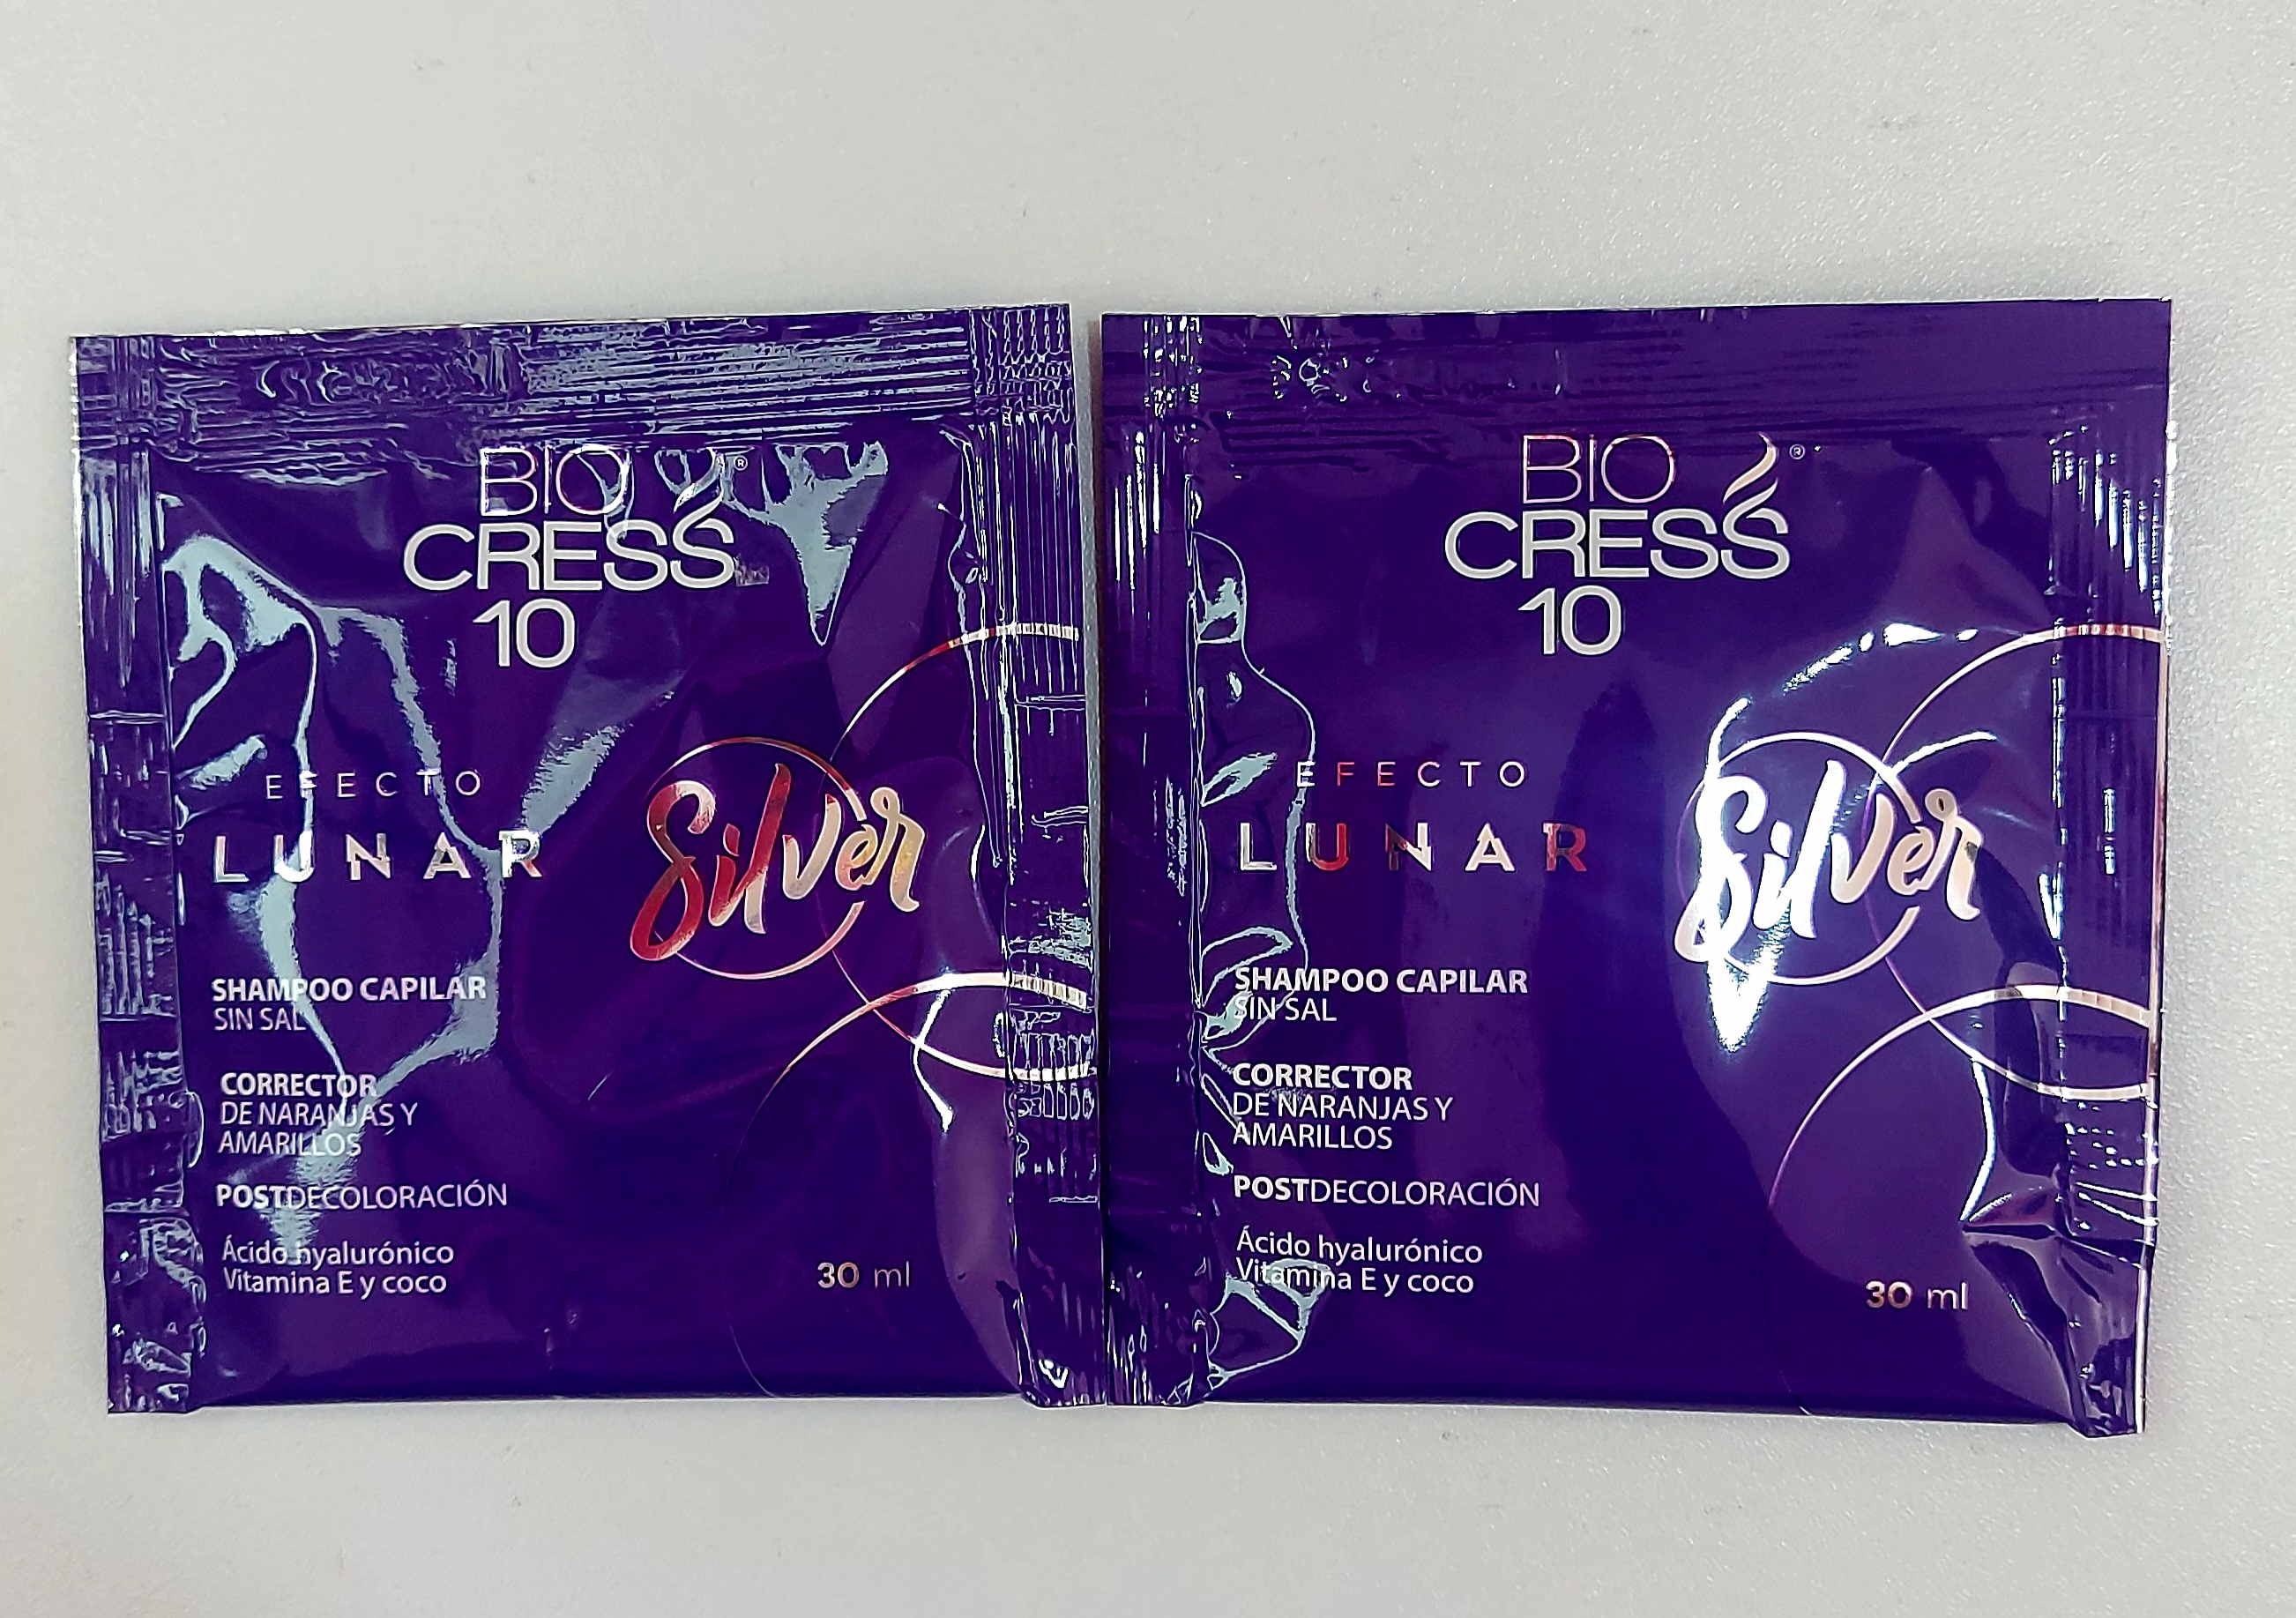 BIO
CRESS®
10
EFECTO
LUNAR
Silver
SHAMPOO CAPILAR
SIN SAL
CORRECTOR
DE NARANJAS Y
AMARILLOS
POSTDECOLORACIÓN
Ácido hyalurónico
Vitamina E y coco
30 ml
BIO
CRESS®
10
EFECTO
LUNAR
Silver
SHAMPOO CAPILAR
SIN SAL
CORRECTOR
DE NARANJAS Y
AMARILLOS
POSTDECOLORACIÓN
Ácido hyalurónico
Vitamina E y coco
30 ml